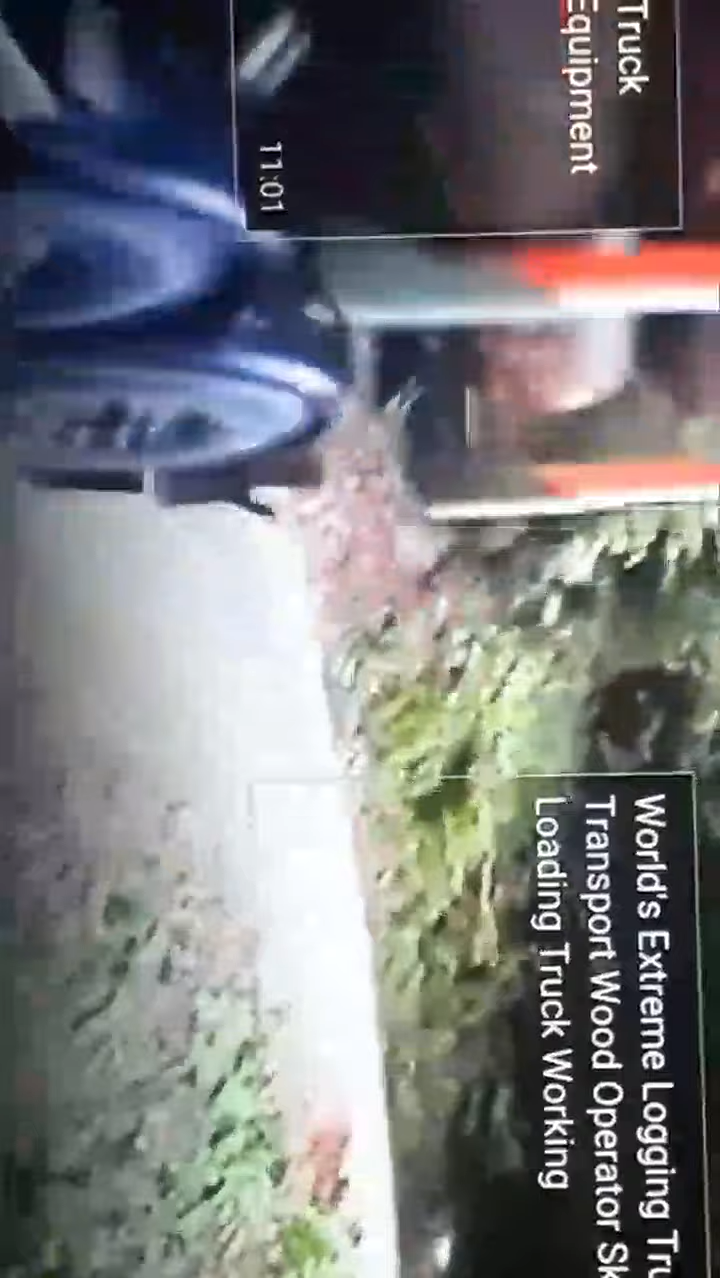 Truck
Equipment
11:01
World's Extreme Logging
Transport Wood Operator
Loading Truck Working